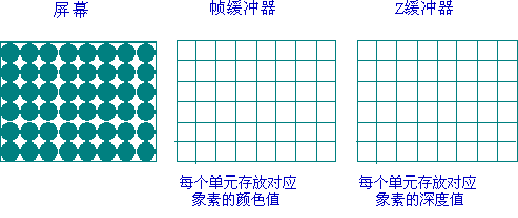 屏幕
帧缓冲器
Z缓冲器
每个单元存放对应
象素的颜色值
每个单元存放对应
象素的深度值